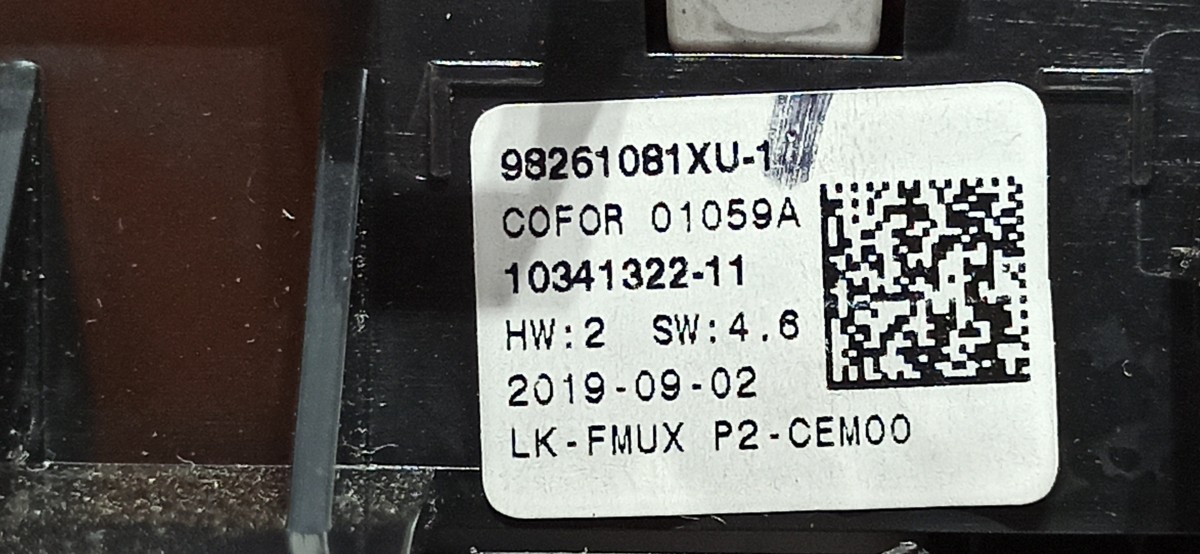 98261081XU-1
COFOR 01059A
10341322-11
HW:2 SW:4.6
2019-09-02
LK-FMUX P2-CEM00